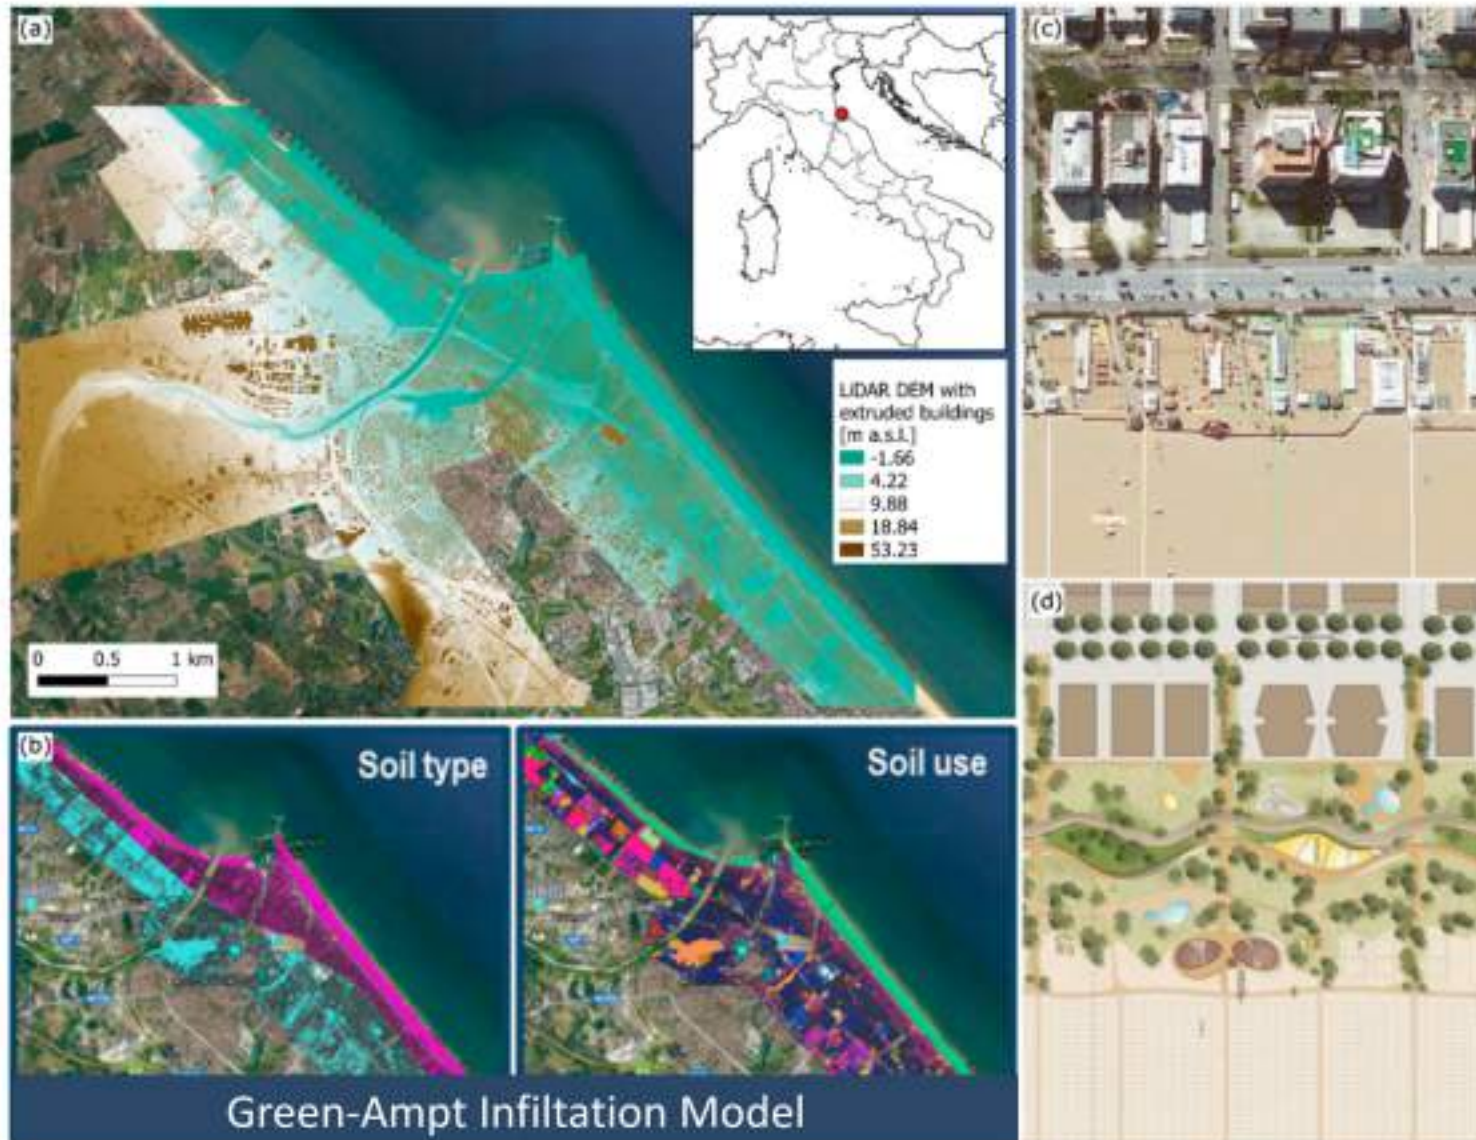 (a)
LiDAR DEM with
extruded buildings
[m a.s.l.]
-1.66
4.22
9.88
18.84
53.23
0 0.5 1 km
(b)
Soil type
Soil use
Green-Ampt Infiltation Model
(c)
(d)